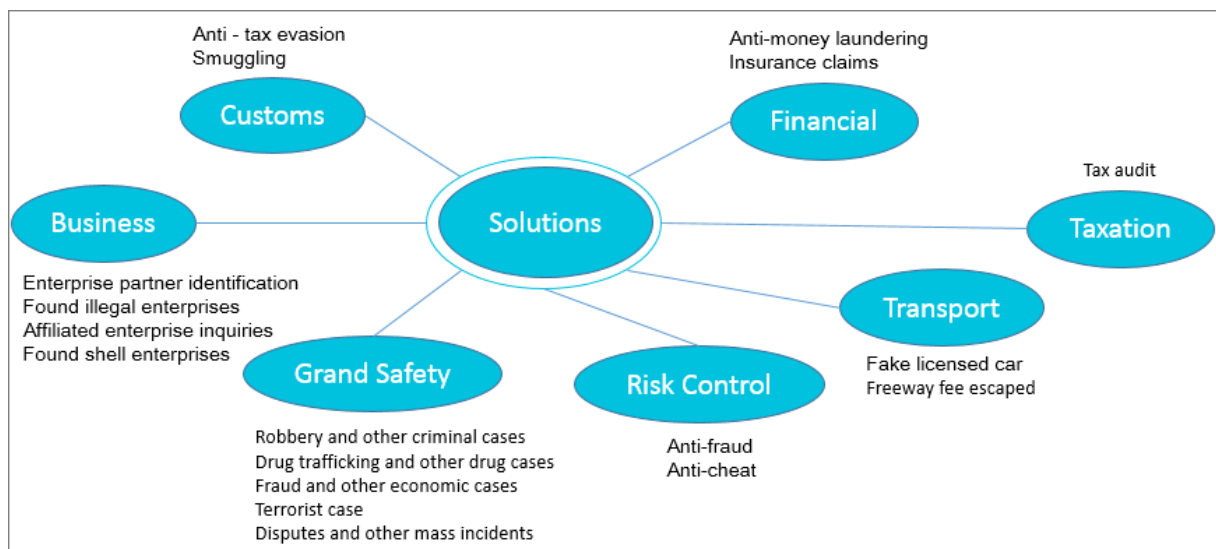 Anti - tax evasion
Smuggling
Customs
Anti-money laundering
Insurance claims
Financial
Tax audit
Taxation
Business
Enterprise partner identification
Found illegal enterprises
Affiliated enterprise inquiries
Found shell enterprises
Solutions
Transport
Fake licensed car
Freeway fee escaped
Grand Safety
Robbery and other criminal cases
Drug trafficking and other drug cases
Fraud and other economic cases
Terrorist case
Disputes and other mass incidents
Risk Control
Anti-fraud
Anti-cheat